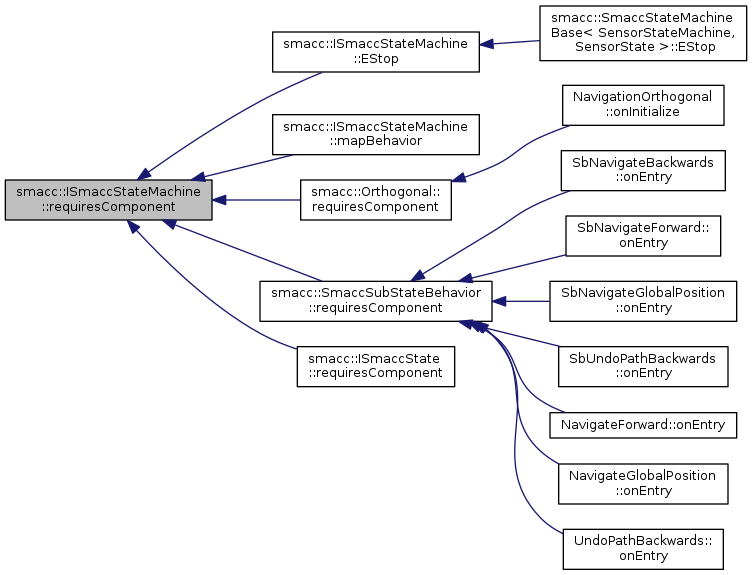 smacc::ISmaccStateMachine
::requiresComponent
smacc::ISmaccStateMachine
::EStop
smacc::SmaccStateMachine
Base< SensorStateMachine,
SensorState >::EStop
smacc::ISmaccStateMachine
::mapBehavior
smacc::Orthogonal::
requiresComponent
NavigationOrthogonal
::onInitialize
smacc::SmaccSubStateBehavior
::requiresComponent
SbNavigateBackwards
::onEntry
SbNavigateForward::
onEntry
SbNavigateGlobalPosition
::onEntry
SbUndoPathBackwards
::onEntry
NavigateForward::onEntry
NavigateGlobalPosition
::onEntry
UndoPathBackwards::
onEntry
smacc::ISmaccState
::requiresComponent